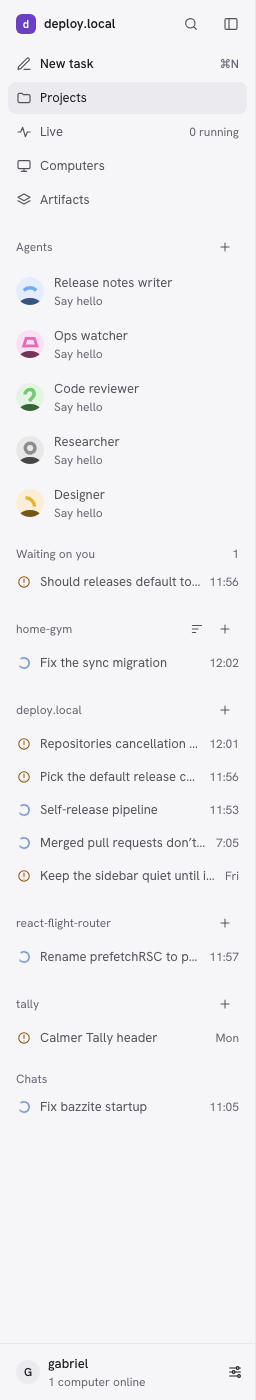 d deploy.local
New task ⌘N
Projects
Live 0 running
Computers
Artifacts
Agents
Release notes writer
Say hello
Ops watcher
Say hello
Code reviewer
Say hello
Researcher
Say hello
Designer
Say hello
Waiting on you 1
Should releases default to... 11:56
home-gym
Fix the sync migration 12:02
deploy.local
Repositories cancellation ... 12:01
Pick the default release c... 11:56
Self-release pipeline 11:53
Merged pull requests don’t... 7:05
Keep the sidebar quiet until i... Fri
react-flight-router
Rename prefetchRSC to p... 11:57
tally
Calmer Tally header Mon
Chats
Fix bazzite startup 11:05
G gabriel
1 computer online